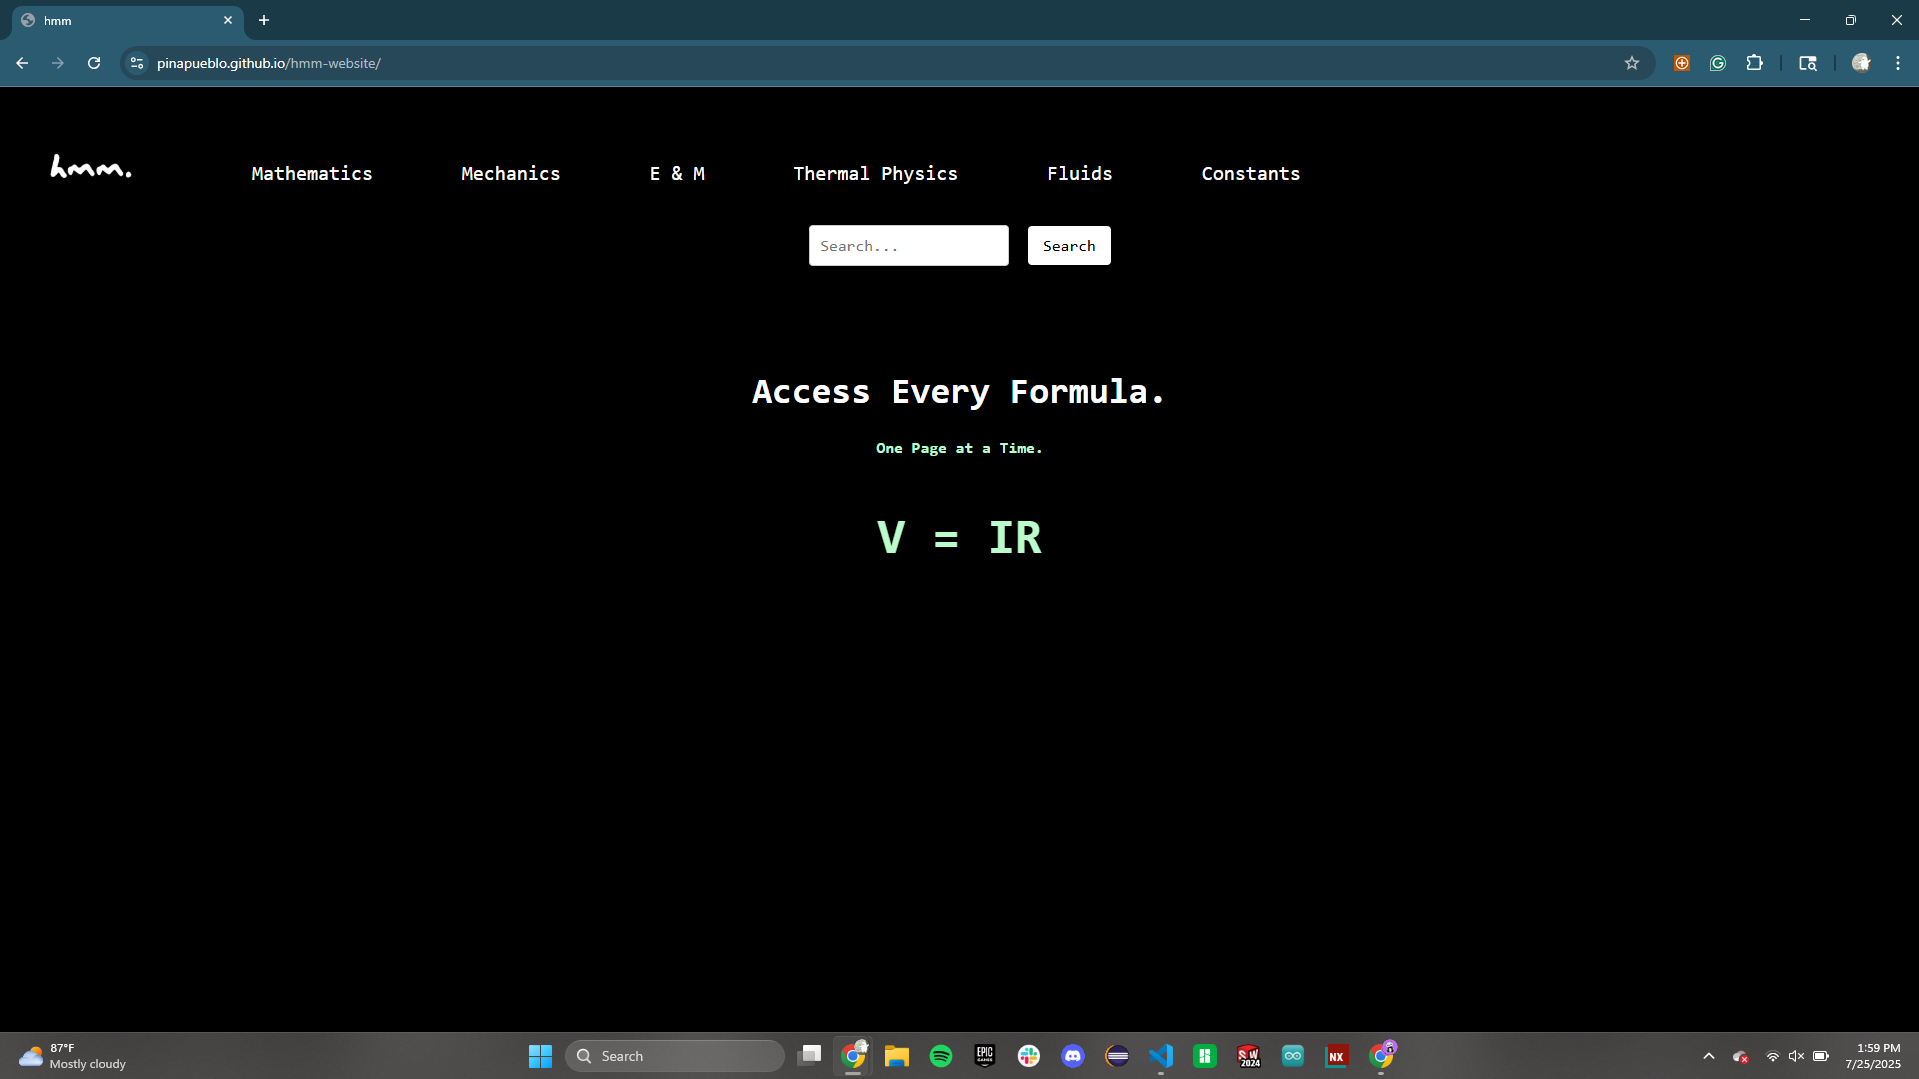 hmm
pinapueblo.github.io/hmm-website/
hmm.
Mathematics
Mechanics
E & M
Thermal Physics
Fluids
Constants
Search...
Search
Access Every Formula.
One Page at a Time.
V = IR
87°F
Mostly cloudy
Search
EPIC
GAMES
SW
2024
NX
1:59 PM
7/25/2025